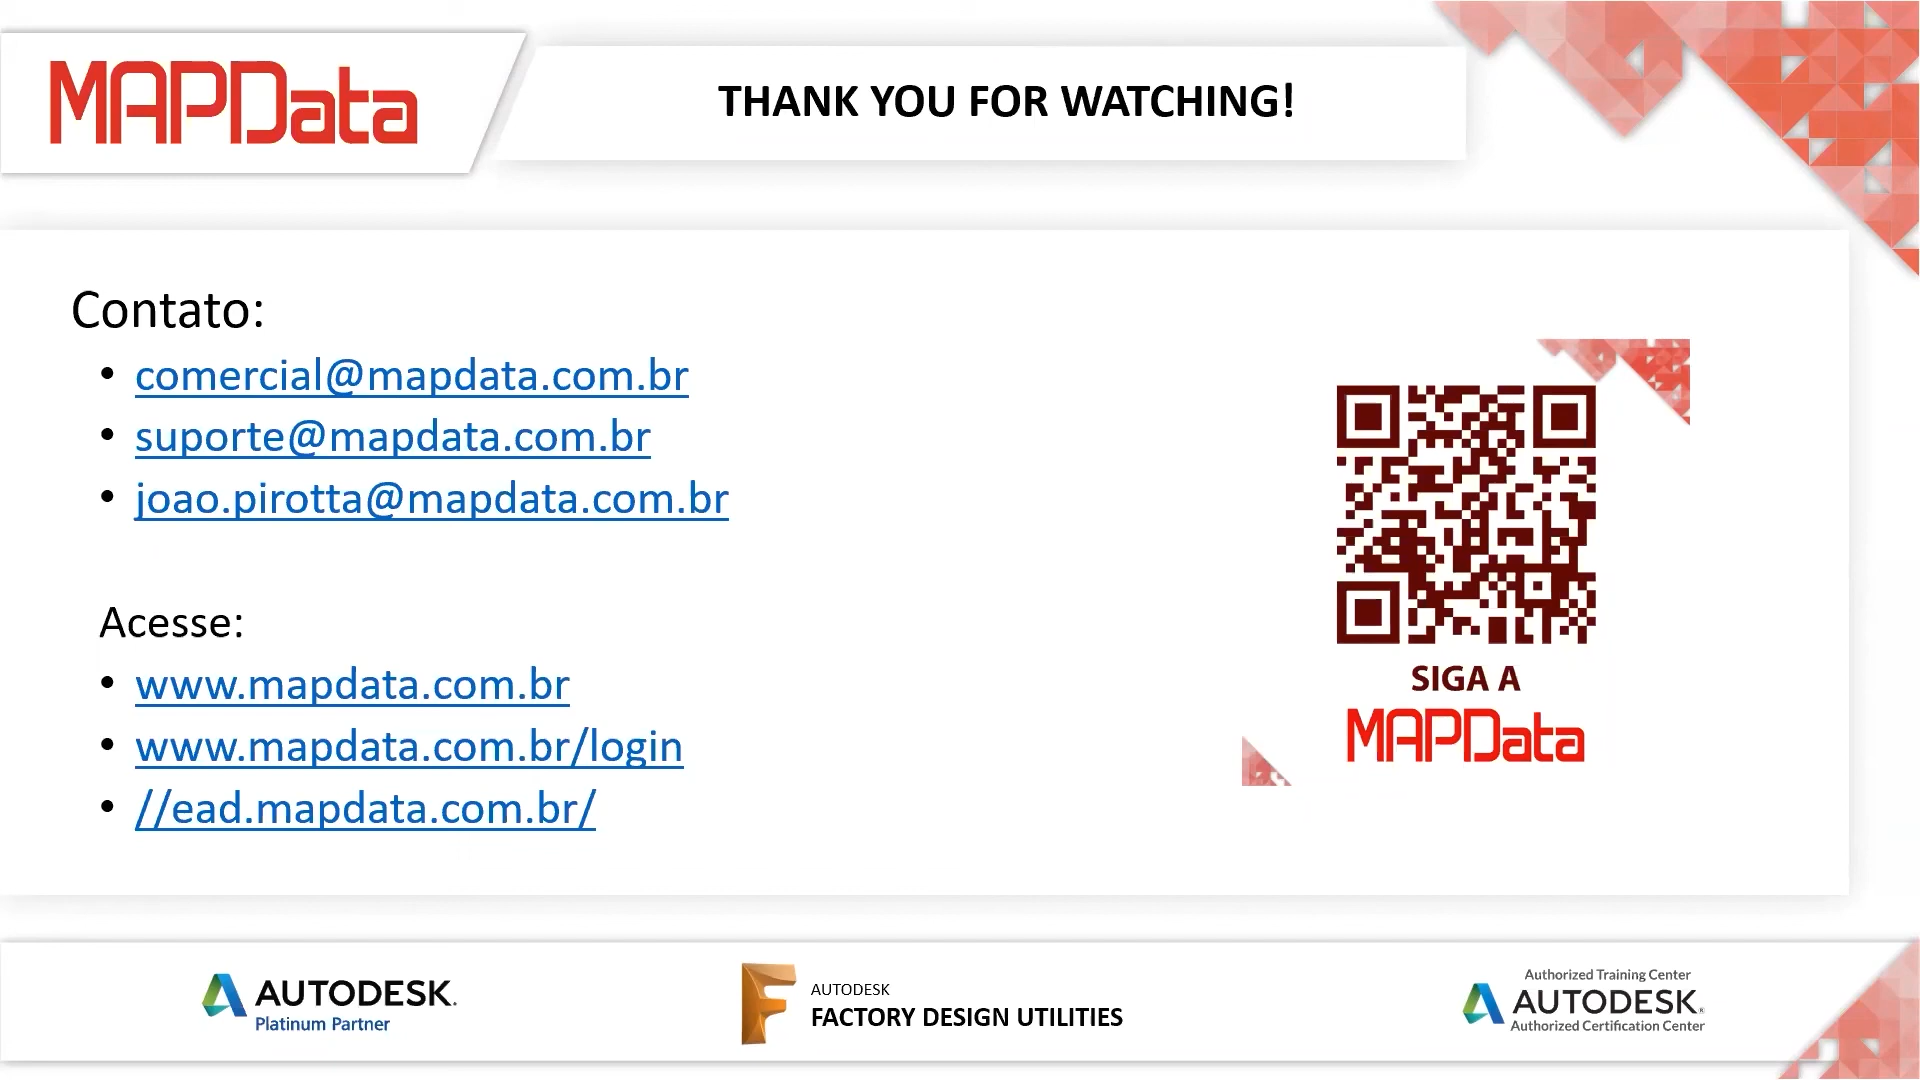 MAPData
THANK YOU FOR WATCHING!
Contato:
• comercial@mapdata.com.br
• suporte@mapdata.com.br
• joao.pirotta@mapdata.com.br
Acesse:
• www.mapdata.com.br
• www.mapdata.com.br/login
• //ead.mapdata.com.br/
SIGA A
MAPData
AUTODESK.
Platinum Partner
F
AUTODESK
FACTORY DESIGN UTILITIES
Authorized Training Center
AUTODESK®
Authorized Certification Center